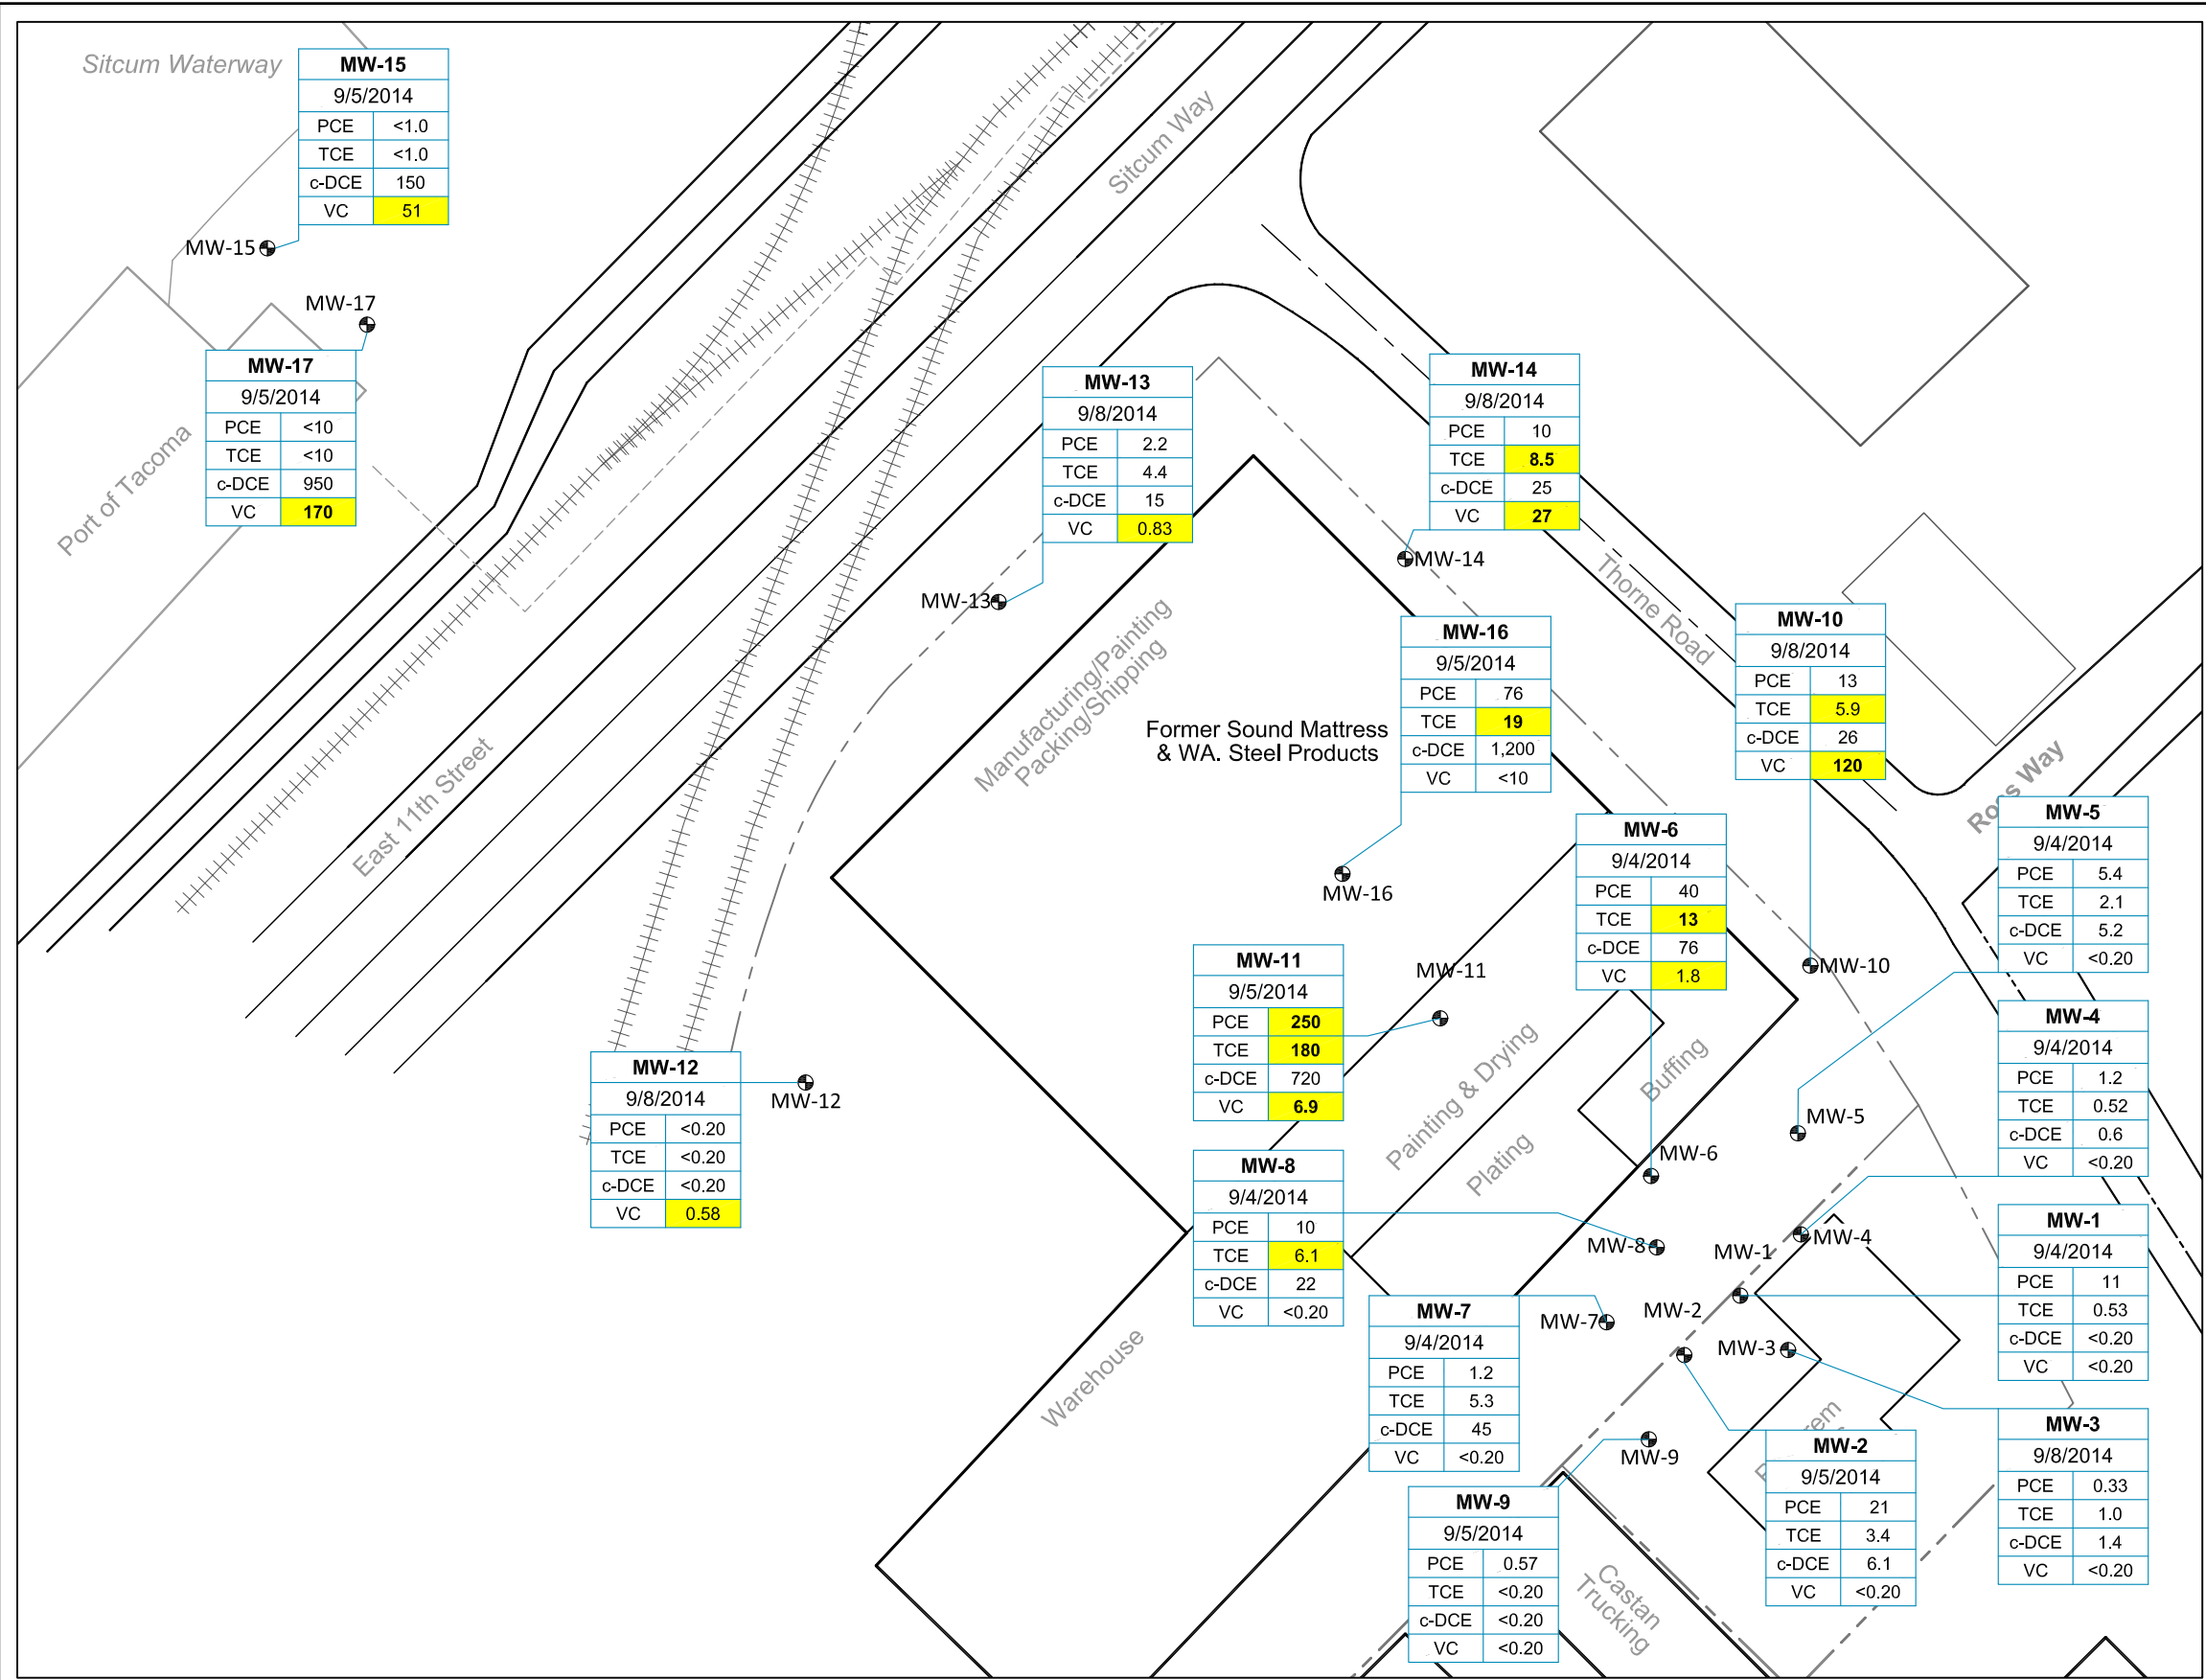 Sitcum Waterway
MW-15
9/5/2014
PCE <1.0
TCE <1.0
c-DCE 150
VC 51
MW-15
MW-17
MW-17
9/5/2014
PCE <10
TCE <10
c-DCE 950
VC 170
Port of Tacoma
Sitcum Way
East 11th Street
MW-13
9/8/2014
PCE 2.2
TCE 4.4
c-DCE 15
VC 0.83
MW-13
MW-14
9/8/2014
PCE 10
TCE 8.5
c-DCE 25
VC 27
MW-14
Thorne Road
Manufacturing/Painting
Packing/Shipping
Former Sound Mattress
& WA. Steel Products
MW-16
9/5/2014
PCE 76
TCE 19
c-DCE 1,200
VC <10
MW-16
MW-10
9/8/2014
PCE 13
TCE 5.9
c-DCE 26
VC 120
MW-10
Ross Way
MW-6
9/4/2014
PCE 40
TCE 13
c-DCE 76
VC 1.8
MW-6
MW-5
9/4/2014
PCE 5.4
TCE 2.1
c-DCE 5.2
VC <0.20
MW-5
MW-11
9/5/2014
PCE 250
TCE 180
c-DCE 720
VC 6.9
MW-11
Painting & Drying
Plating
Buffing
MW-4
9/4/2014
PCE 1.2
TCE 0.52
c-DCE 0.6
VC <0.20
MW-4
MW-12
9/8/2014
PCE <0.20
TCE <0.20
c-DCE <0.20
VC 0.58
MW-12
MW-8
9/4/2014
PCE 10
TCE 6.1
c-DCE 22
VC <0.20
MW-8
MW-1
MW-1
9/4/2014
PCE 11
TCE 0.53
c-DCE <0.20
VC <0.20
MW-7
9/4/2014
PCE 1.2
TCE 5.3
c-DCE 45
VC <0.20
MW-7
MW-2
MW-3
Warehouse
MW-3
9/8/2014
PCE 0.33
TCE 1.0
c-DCE 1.4
VC <0.20
MW-2
9/5/2014
PCE 21
TCE 3.4
c-DCE 6.1
VC <0.20
MW-9
MW-9
9/5/2014
PCE 0.57
TCE <0.20
c-DCE <0.20
VC <0.20
Castan
Trucking